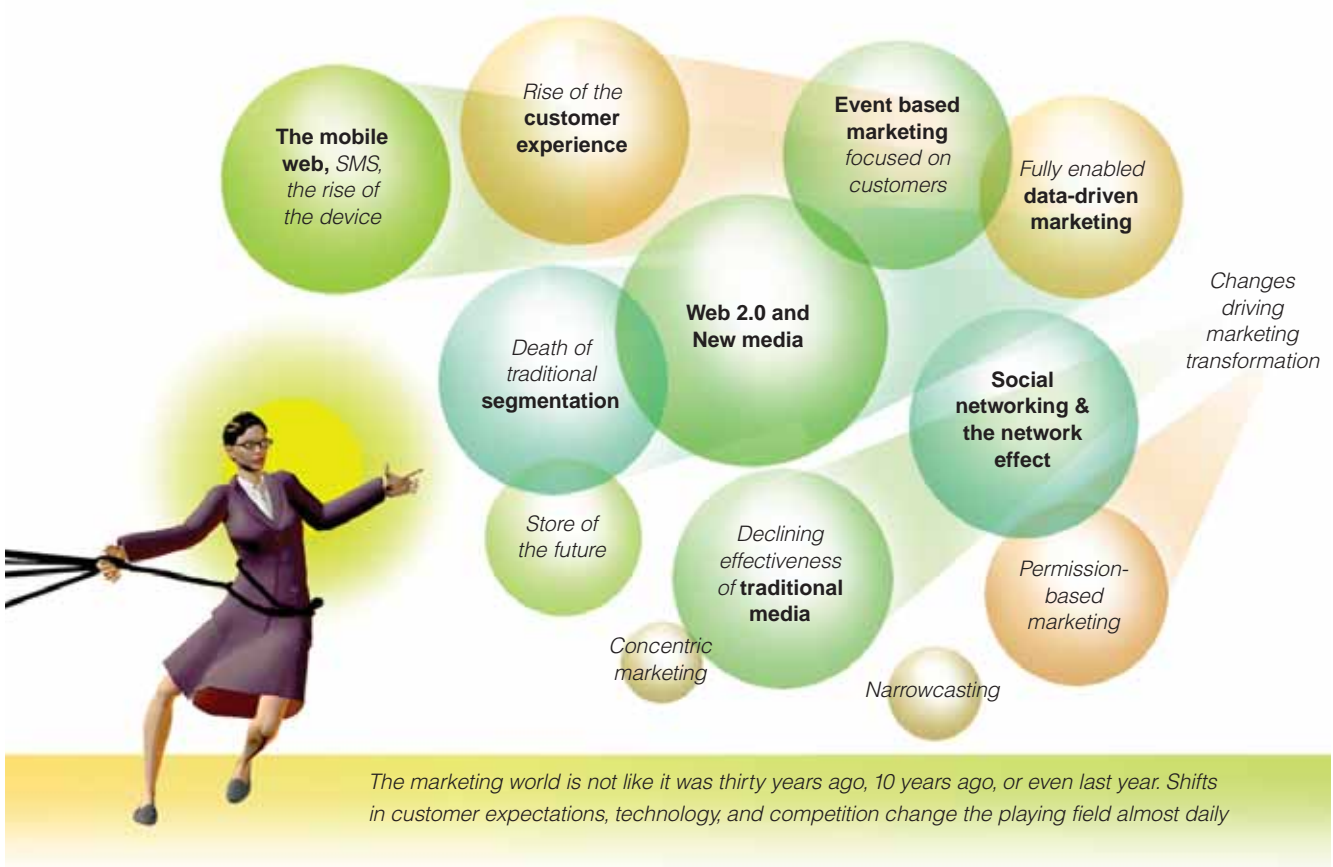 The mobile
web, SMS,
the rise of
the device
Rise of the
customer
experience
Event based
marketing
focused on
customers
Fully enabled
data-driven
marketing
Changes
driving
marketing
transformation
Death of
traditional
segmentation
Web 2.0 and
New media
Social
networking &
the network
effect
Store of
the future
Declining
effectiveness
of traditional
media
Permission-
based
marketing
Concentric
marketing
Narrowcasting
The marketing world is not like it was thirty years ago, 10 years ago, or even last year. Shifts
in customer expectations, technology, and competition change the playing field almost daily